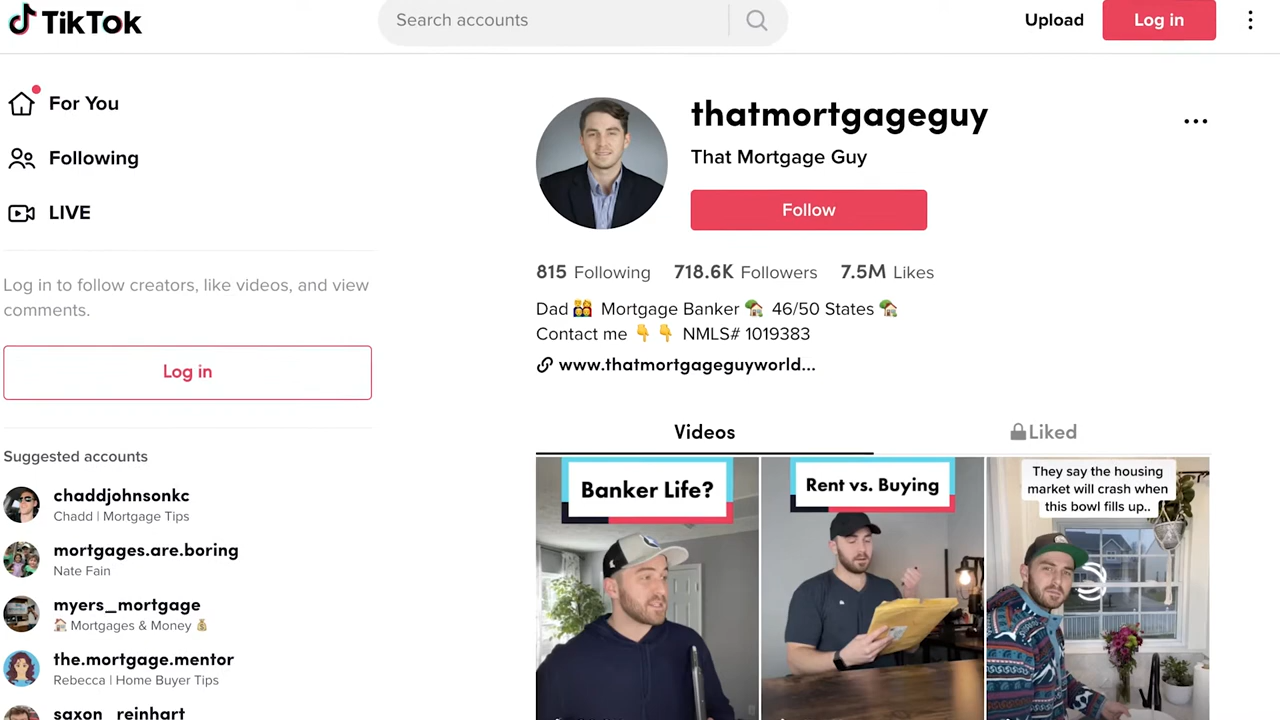 TikTok
Search accounts
Upload
Log in
For You
Following
LIVE
Log in to follow creators, like videos, and view
comments.
Log in
Suggested accounts
chaddjohnsonkc
Chadd | Mortgage Tips
mortgages.are.boring
Nate Fain
myers_mortgage
🏠 Mortgages & Money 💰
the.mortgage.mentor
Rebecca | Home Buyer Tips
saxon_reinhart
thatmortgageguy
...
That Mortgage Guy
Follow
815 Following 718.6K Followers 7.5M Likes
Dad 👨‍👩‍👧‍👦 Mortgage Banker 🏡 46/50 States 🏡
Contact me 👇 👇 NMLS# 1019383
www.thatmortgageguyworld...
Videos
Liked
Banker Life?
Rent vs. Buying
They say the housing
market will crash when
this bowl fills up..